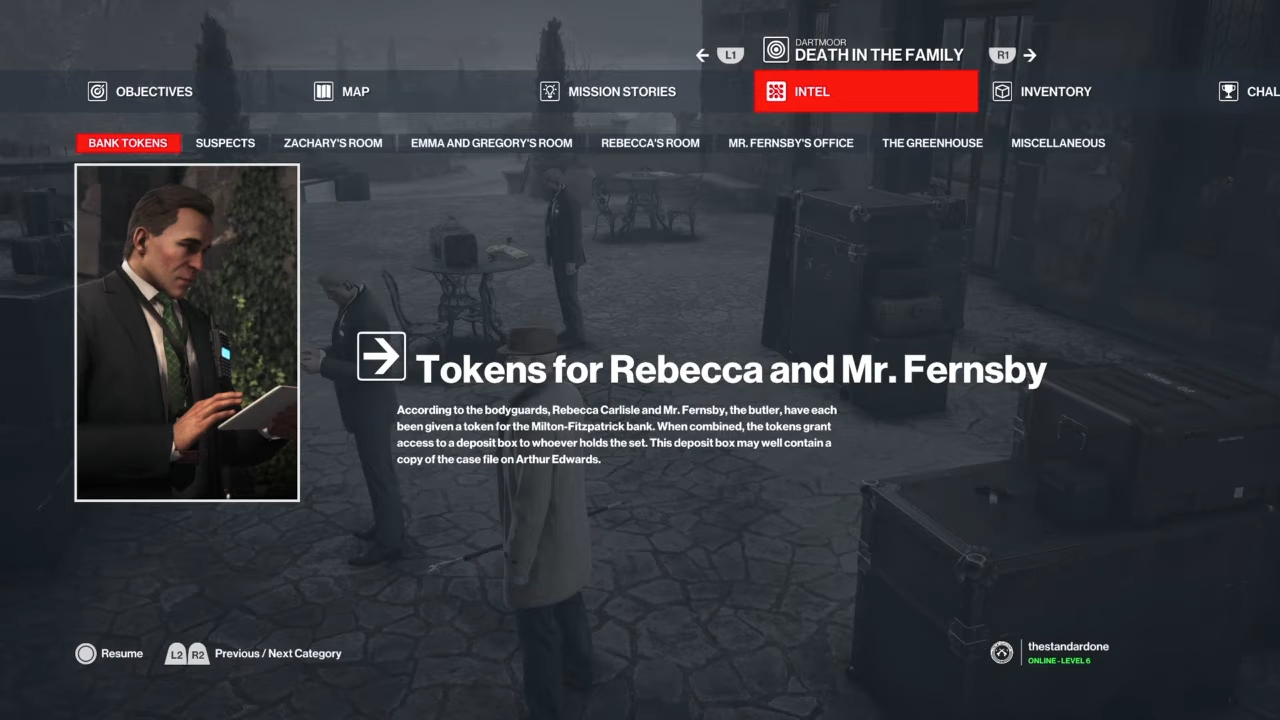 L1
DARTMOOR
DEATH IN THE FAMILY
R1
OBJECTIVES
MAP
MISSION STORIES
INTEL
INVENTORY
CHAL
BANK TOKENS
SUSPECTS
ZACHARY'S ROOM
EMMA AND GREGORY'S ROOM
REBECCA'S ROOM
MR. FERNSBY'S OFFICE
THE GREENHOUSE
MISCELLANEOUS
Tokens for Rebecca and Mr. Fernsby
According to the bodyguards, Rebecca Carlisle and Mr. Fernsby, the butler, have each
been given a token for the Milton-Fitzpatrick bank. When combined, the tokens grant
access to a deposit box to whoever holds the set. This deposit box may well contain a
copy of the case file on Arthur Edwards.
Resume
L2 R2 Previous / Next Category
thestandardone
ONLINE - LEVEL 6